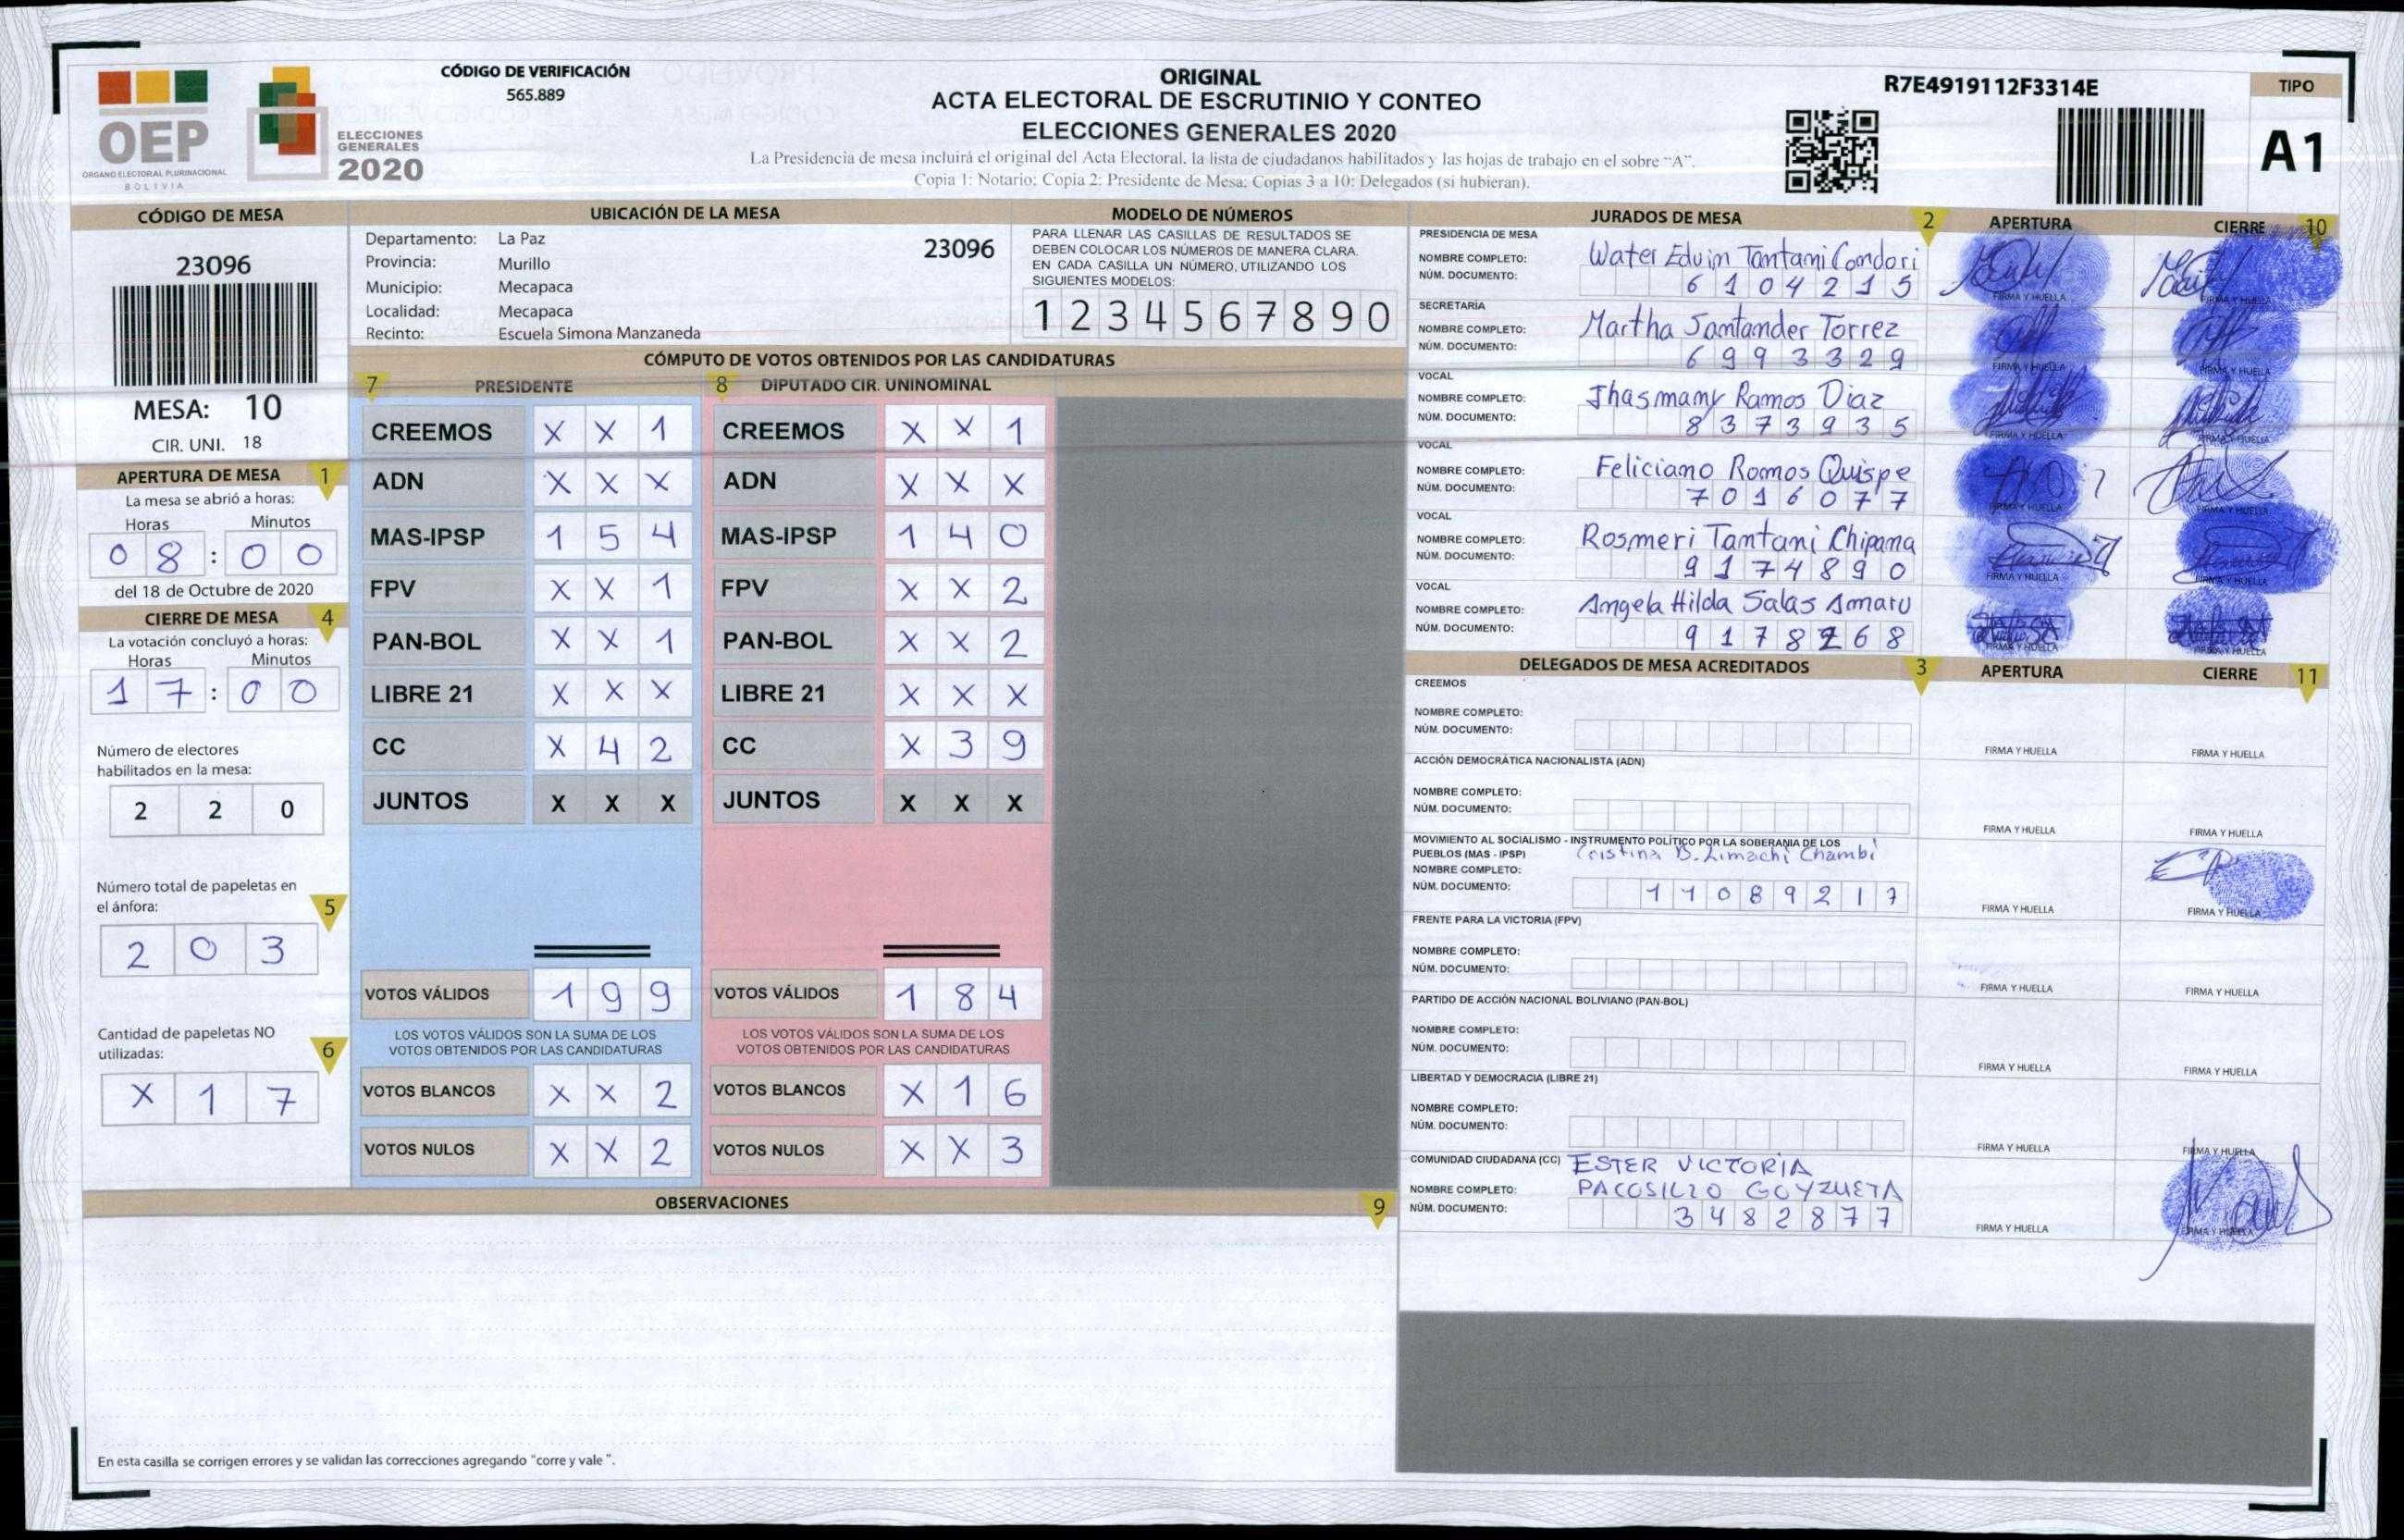 OEP
ÓRGANO ELECTORAL PLURINACIONAL
BOLIVIA
ELECCIONES
GENERALES
2020
CÓDIGO DE VERIFICACIÓN
565.889
ORIGINAL
ACTA ELECTORAL DE ESCRUTINIO Y CONTEO
ELECCIONES GENERALES 2020
La Presidencia de mesa incluirá el original del Acta Electoral, la lista de ciudadanos habilitados y las hojas de trabajo en el sobre "A".
Copia 1: Notario; Copia 2: Presidente de Mesa; Copias 3 a 10: Delegados (si hubieran).
R7E4919112F3314E
TIPO
A1
CÓDIGO DE MESA
23096
MESA: 10
CIR. UNI. 18
APERTURA DE MESA 1
La mesa se abrió a horas:
Horas Minutos
0 8 : 0 0
del 18 de Octubre de 2020
CIERRE DE MESA 4
La votación concluyó a horas:
Horas Minutos
1 7 : 0 0
Número de electores
habilitados en la mesa:
2 2 0
Número total de papeletas en
el ánfora: 5
2 0 3
Cantidad de papeletas NO
utilizadas: 6
X 1 7
UBICACIÓN DE LA MESA
Departamento: La Paz 23096
Provincia: Murillo
Municipio: Mecapaca
Localidad: Mecapaca
Recinto: Escuela Simona Manzaneda
MODELO DE NÚMEROS
PARA LLENAR LAS CASILLAS DE RESULTADOS SE
DEBEN COLOCAR LOS NÚMEROS DE MANERA CLARA.
EN CADA CASILLA UN NÚMERO, UTILIZANDO LOS
SIGUIENTES MODELOS:
1 2 3 4 5 6 7 8 9 0
CÓMPUTO DE VOTOS OBTENIDOS POR LAS CANDIDATURAS
7 PRESIDENTE 8 DIPUTADO CIR. UNINOMINAL
CREEMOS X X 1 CREEMOS X X 1
ADN X X X ADN X X X
MAS-IPSP 1 5 4 MAS-IPSP 1 4 0
FPV X X 1 FPV X X 2
PAN-BOL X X 1 PAN-BOL X X 2
LIBRE 21 X X X LIBRE 21 X X X
CC X 4 2 CC X 3 9
JUNTOS X X X JUNTOS X X X
VOTOS VÁLIDOS 1 9 9 VOTOS VÁLIDOS 1 8 4
LOS VOTOS VÁLIDOS SON LA SUMA DE LOS LOS VOTOS VÁLIDOS SON LA SUMA DE LOS
VOTOS OBTENIDOS POR LAS CANDIDATURAS VOTOS OBTENIDOS POR LAS CANDIDATURAS
VOTOS BLANCOS X X 2 VOTOS BLANCOS X 1 6
VOTOS NULOS X X 2 VOTOS NULOS X X 3
OBSERVACIONES 9
En esta casilla se corrigen errores y se validan las correcciones agregando "corre y vale".
JURADOS DE MESA 2 APERTURA CIERRE 10
PRESIDENCIA DE MESA
NOMBRE COMPLETO: Water Eduin Tantani Condori
NÚM. DOCUMENTO: 6 1 0 4 2 1 5 FIRMA Y HUELLA FIRMA Y HUELLA
SECRETARÍA
NOMBRE COMPLETO: Martha Santander Torrez
NÚM. DOCUMENTO: 6 9 9 3 3 2 9 FIRMA Y HUELLA FIRMA Y HUELLA
VOCAL
NOMBRE COMPLETO: Jhasmany Ramos Diaz
NÚM. DOCUMENTO: 8 3 7 3 9 3 5 FIRMA Y HUELLA FIRMA Y HUELLA
VOCAL
NOMBRE COMPLETO: Feliciano Romos Quispe
NÚM. DOCUMENTO: 7 0 1 6 0 7 7 FIRMA Y HUELLA FIRMA Y HUELLA
VOCAL
NOMBRE COMPLETO: Rosmeri Tantani Chipana
NÚM. DOCUMENTO: 9 1 7 4 8 9 0 FIRMA Y HUELLA FIRMA Y HUELLA
VOCAL
NOMBRE COMPLETO: Angela Hilda Salas Amaru
NÚM. DOCUMENTO: 9 1 7 8 2 6 8 FIRMA Y HUELLA FIRMA Y HUELLA
DELEGADOS DE MESA ACREDITADOS 3 APERTURA CIERRE 11
CREEMOS
NOMBRE COMPLETO:
NÚM. DOCUMENTO: FIRMA Y HUELLA FIRMA Y HUELLA
ACCIÓN DEMOCRÁTICA NACIONALISTA (ADN)
NOMBRE COMPLETO:
NÚM. DOCUMENTO: FIRMA Y HUELLA FIRMA Y HUELLA
MOVIMIENTO AL SOCIALISMO - INSTRUMENTO POLÍTICO POR LA SOBERANIA DE LOS
PUEBLOS (MAS - IPSP) Cristina B. Limachi Chambi
NOMBRE COMPLETO:
NÚM. DOCUMENTO: 1 1 0 8 9 2 1 7 FIRMA Y HUELLA FIRMA Y HUELLA
FRENTE PARA LA VICTORIA (FPV)
NOMBRE COMPLETO:
NÚM. DOCUMENTO: FIRMA Y HUELLA FIRMA Y HUELLA
PARTIDO DE ACCIÓN NACIONAL BOLIVIANO (PAN-BOL)
NOMBRE COMPLETO:
NÚM. DOCUMENTO: FIRMA Y HUELLA FIRMA Y HUELLA
LIBERTAD Y DEMOCRACIA (LIBRE 21)
NOMBRE COMPLETO:
NÚM. DOCUMENTO: FIRMA Y HUELLA FIRMA Y HUELLA
COMUNIDAD CIUDADANA (CC) ESTER VICTORIA
NOMBRE COMPLETO: PACOSILLO GOYZUETA
NÚM. DOCUMENTO: 3 4 8 2 8 7 7 FIRMA Y HUELLA FIRMA Y HUELLA